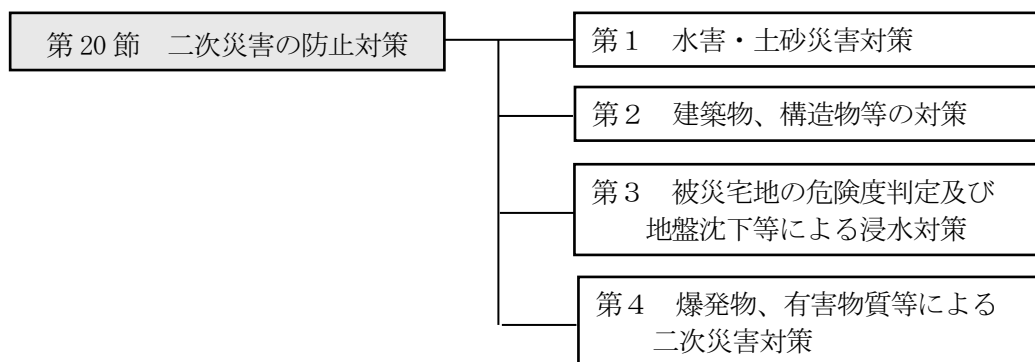 第20節　二次災害の防止対策
第１　水害・土砂災害対策
第２　建築物、構造物等の対策
第３　被災宅地の危険度判定及び
地盤沈下等による浸水対策
第４　爆発物、有害物質等による
二次災害対策